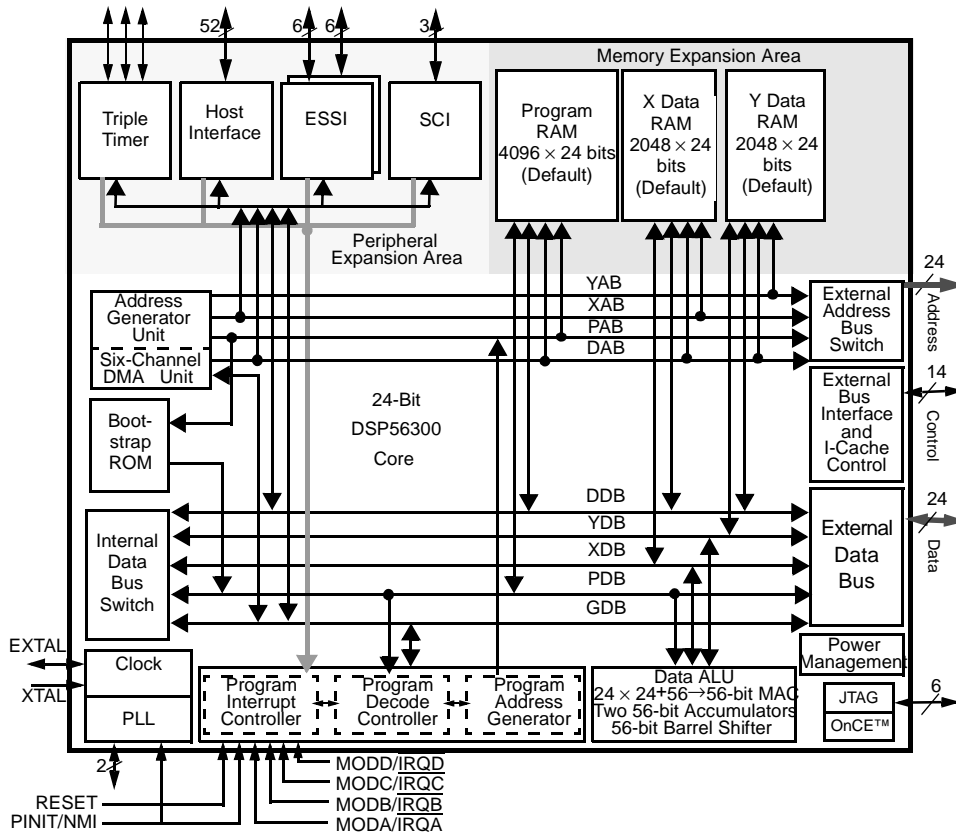 52
6
6
3
Memory Expansion Area
Triple
Timer
Host
Interface
ESSI
SCI
Program
RAM
4096 × 24 bits
(Default)
X Data
RAM
2048 × 24
bits
(Default)
Y Data
RAM
2048 × 24
bits
(Default)
Peripheral
Expansion Area
Address
Generator
Unit
Six-Channel
DMA Unit
YAB
XAB
PAB
DAB
External
Address
Bus
Switch
24
Address
Boot-
strap
ROM
24-Bit
DSP56300
Core
External
Bus
Interface
and
I-Cache
Control
14
Control
Internal
Data
Bus
Switch
DDB
YDB
XDB
PDB
GDB
External
Data
Bus
24
Data
EXTAL
XTAL
Clock
PLL
Program
Interrupt
Controller
Program
Decode
Controller
Program
Address
Generator
Data ALU
24 × 24+56→56-bit MAC
Two 56-bit Accumulators
56-bit Barrel Shifter
Power
Management
JTAG
OnCE™
6
2
RESET
PINIT/NMI
MODD/IRQD
MODC/IRQC
MODB/IRQB
MODA/IRQA